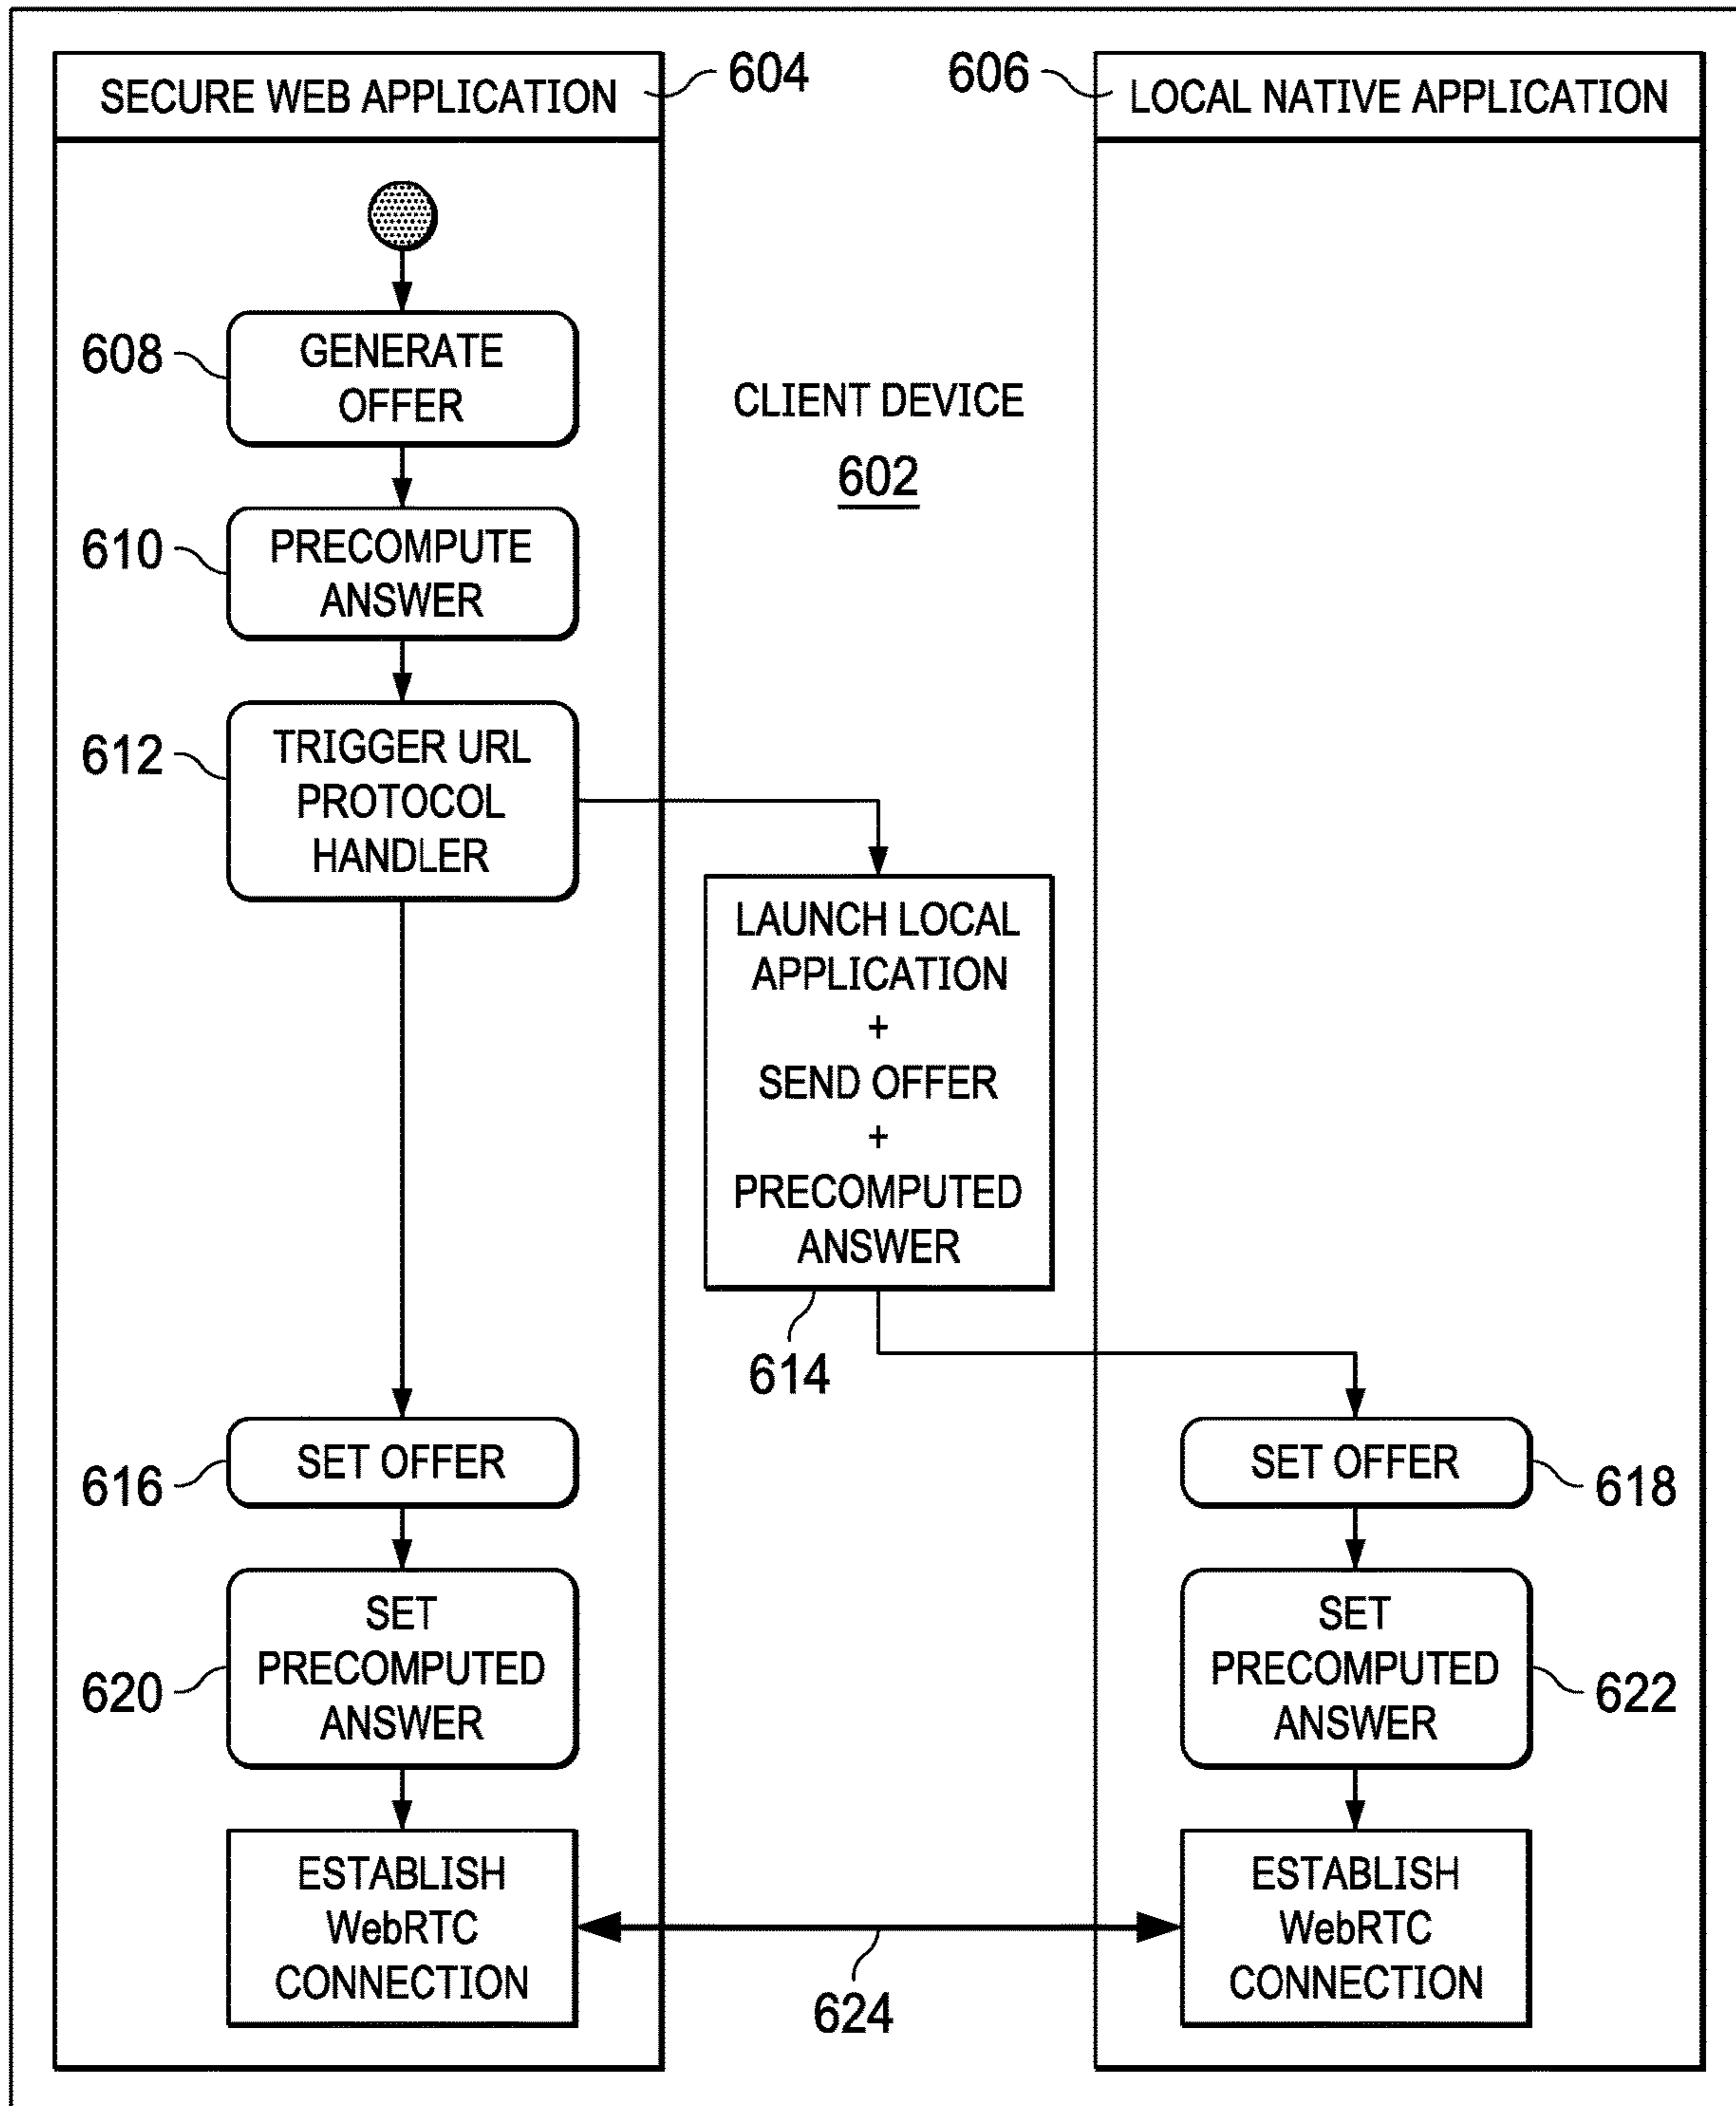 SECURE WEB APPLICATION
604
606
LOCAL NATIVE APPLICATION
608
GENERATE
OFFER
CLIENT DEVICE
602
610
PRECOMPUTE
ANSWER
612
TRIGGER URL
PROTOCOL
HANDLER
LAUNCH LOCAL
APPLICATION
+
SEND OFFER
+
PRECOMPUTED
ANSWER
614
616
SET OFFER
SET OFFER
618
620
SET
PRECOMPUTED
ANSWER
SET
PRECOMPUTED
ANSWER
622
ESTABLISH
WebRTC
CONNECTION
624
ESTABLISH
WebRTC
CONNECTION